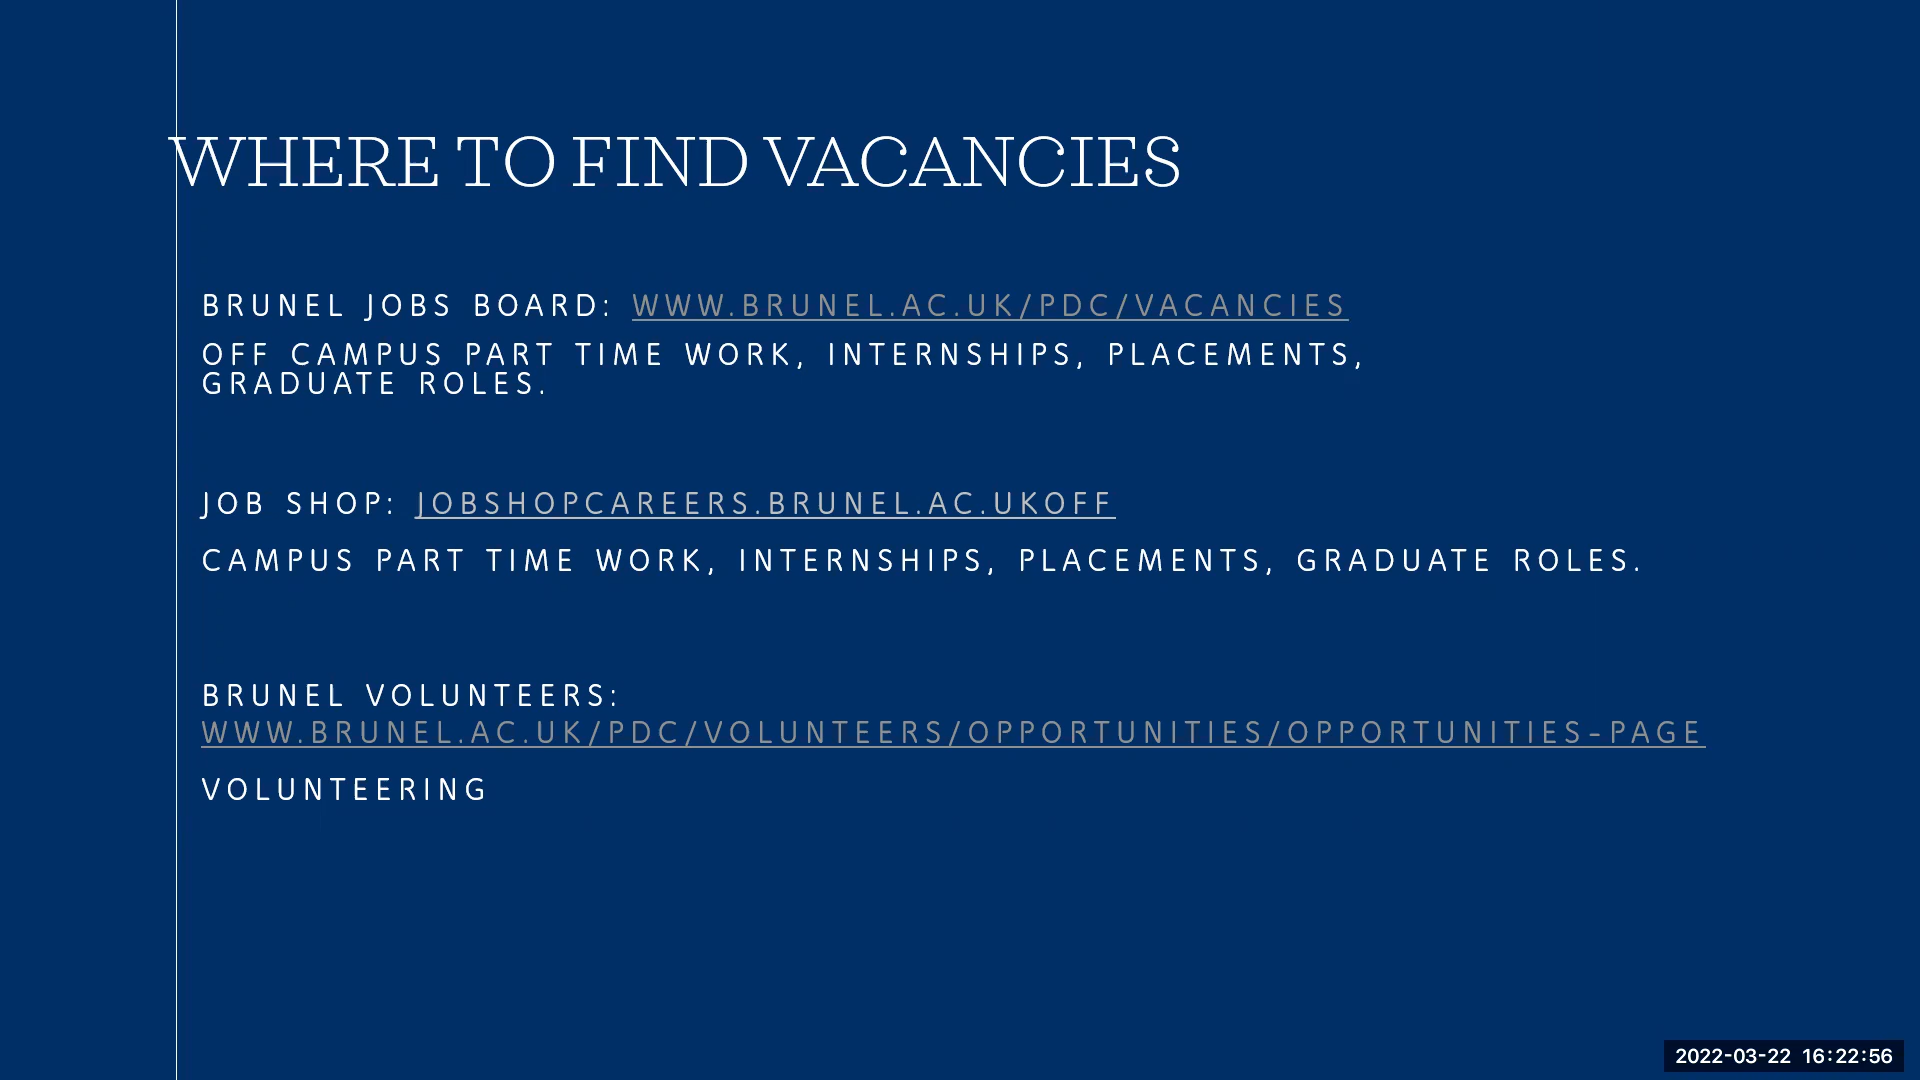 WHERE TO FIND VACANCIES
BRUNEL JOBS BOARD: WWW.BRUNEL.AC.UK/PDC/VACANCIES
OFF CAMPUS PART TIME WORK, INTERNSHIPS, PLACEMENTS,
GRADUATE ROLES.
JOB SHOP: JOBSHOPCAREERS.BRUNEL.AC.UKOFF
CAMPUS PART TIME WORK, INTERNSHIPS, PLACEMENTS, GRADUATE ROLES.
BRUNEL VOLUNTEERS:
WWW.BRUNEL.AC.UK/PDC/VOLUNTEERS/OPPORTUNITIES/OPPORTUNITIES-PAGE
VOLUNTEERING
2022-03-22 16:22:56